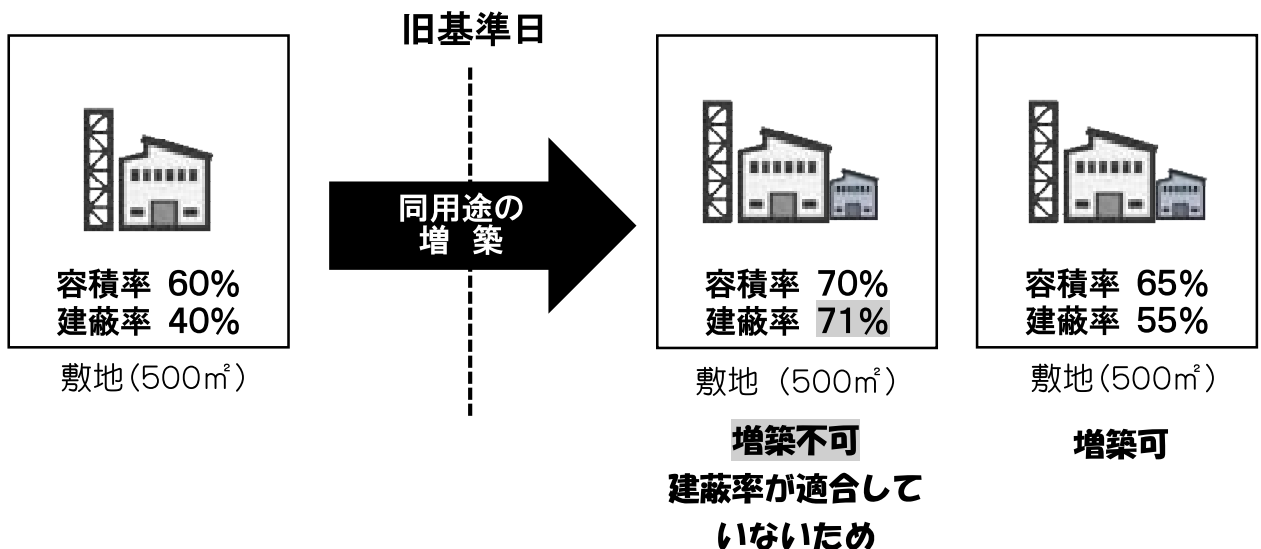 旧基準日
容積率 60%
建蔽率 40%
敷地(500㎡)
同用途の
増 築
容積率 70%
建蔽率 71%
敷地 (500㎡)
増築不可
建蔽率が適合して
いないため
容積率 65%
建蔽率 55%
敷地(500㎡)
増築可